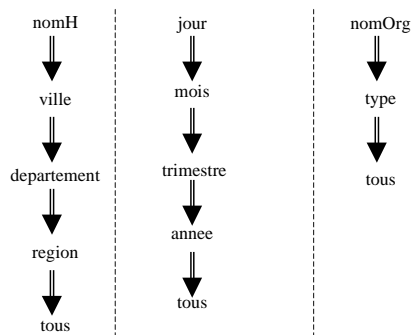 nomH
ville
departement
region
tous
jour
mois
trimestre
annee
tous
nomOrg
type
tous